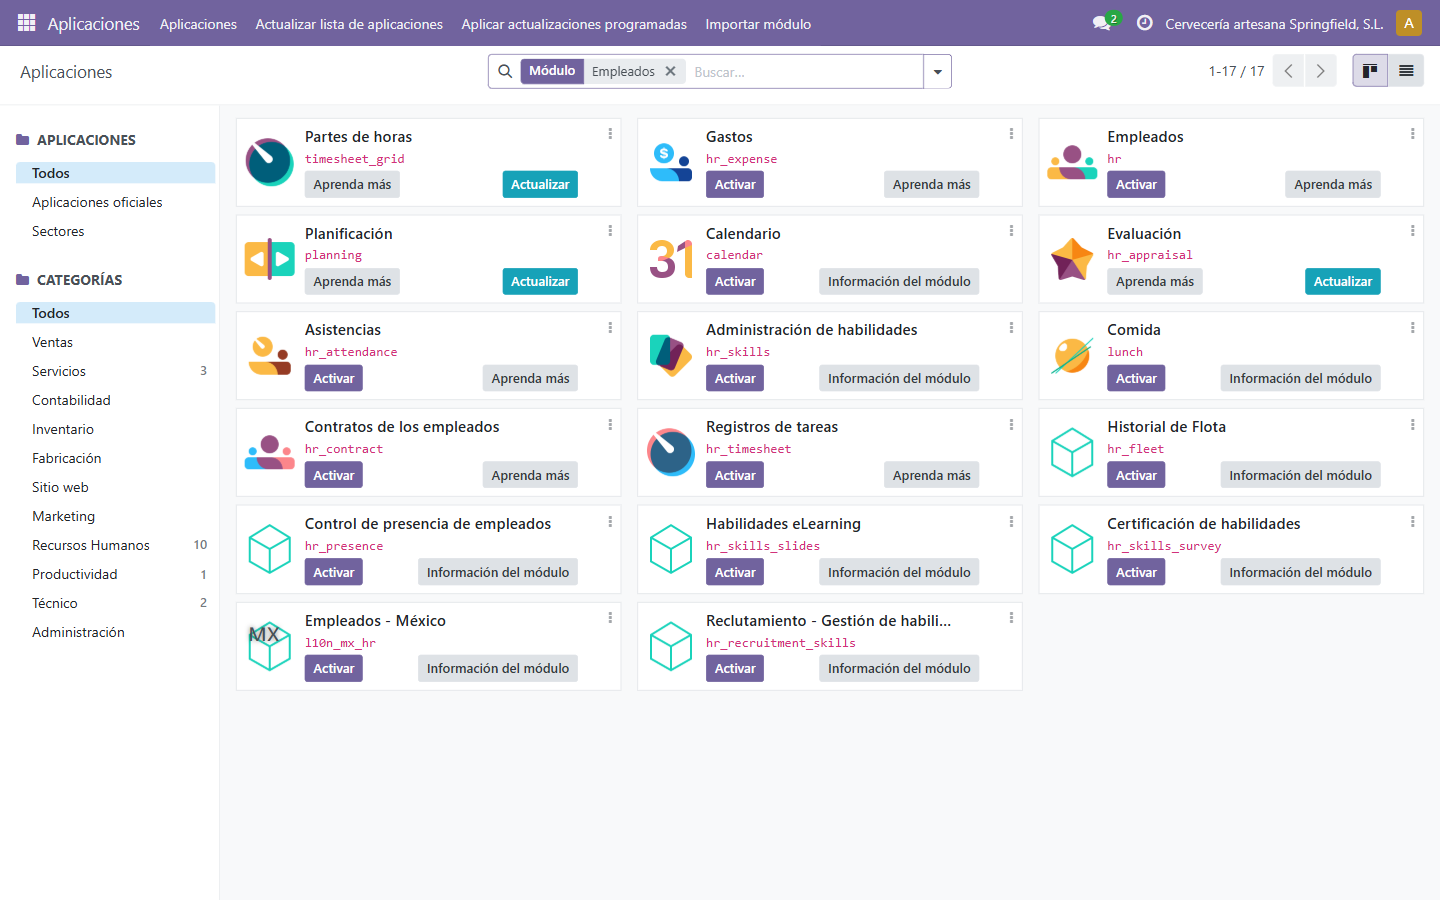 Aplicaciones Aplicaciones Actualizar lista de aplicaciones Aplicar actualizaciones programadas Importar módulo 2 Cervecería artesana Springfield, S.L. A
Aplicaciones Módulo Empleados Buscar... 1-17 / 17
APLICACIONES
Todos
Aplicaciones oficiales
Sectores
CATEGORÍAS
Todos
Ventas
Servicios 3
Contabilidad
Inventario
Fabricación
Sitio web
Marketing
Recursos Humanos 10
Productividad 1
Técnico 2
Administración
Partes de horas
timesheet_grid
Aprenda más Actualizar
Gastos
hr_expense
Activar Aprenda más
Empleados
hr
Activar Aprenda más
Planificación
planning
Aprenda más Actualizar
31
Calendario
calendar
Activar Información del módulo
Evaluación
hr_appraisal
Aprenda más Actualizar
Asistencias
hr_attendance
Activar Aprenda más
Administración de habilidades
hr_skills
Activar Información del módulo
Comida
lunch
Activar Información del módulo
Contratos de los empleados
hr_contract
Activar Aprenda más
Registros de tareas
hr_timesheet
Activar Aprenda más
Historial de Flota
hr_fleet
Activar Información del módulo
Control de presencia de empleados
hr_presence
Activar Información del módulo
Habilidades eLearning
hr_skills_slides
Activar Información del módulo
Certificación de habilidades
hr_skills_survey
Activar Información del módulo
MX
Empleados - México
l10n_mx_hr
Activar Información del módulo
Reclutamiento - Gestión de habili...
hr_recruitment_skills
Activar Información del módulo